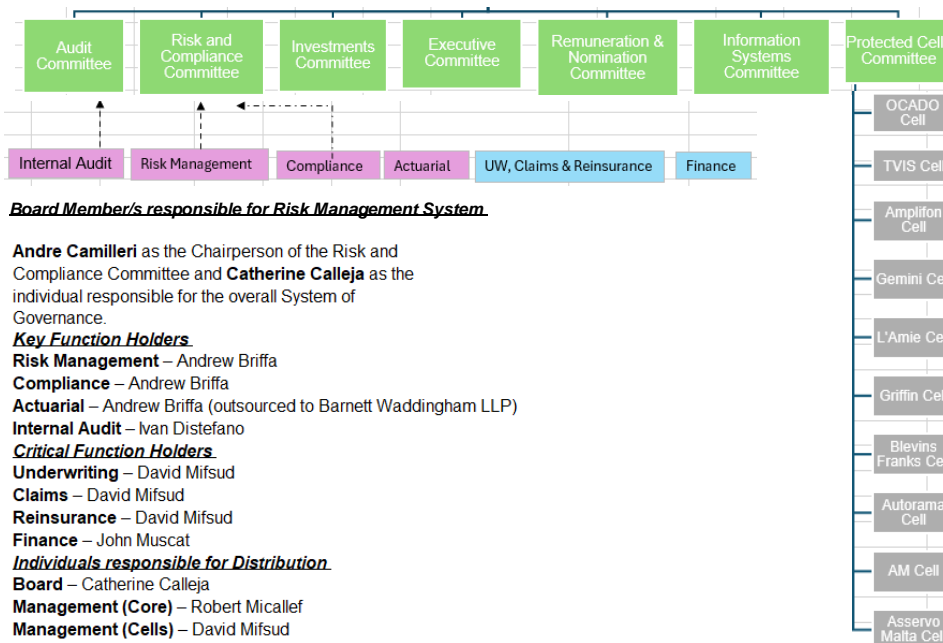 Audit
Committee
Risk and
Compliance
Committee
Investments
Committee
Executive
Committee
Remuneration &
Nomination
Committee
Information
Systems
Committee
Protected Cell
Committee
OCADO
Cell
TVIS Cell
Amplifon
Cell
Gemini Ce
L'Amie Ce
Griffin Cel
Blevins
Franks Ce
Autorama
Cell
AM Cell
Asservo
Malta Cell
Internal Audit
Risk Management
Compliance
Actuarial
UW, Claims & Reinsurance
Finance
Board Member/s responsible for Risk Management System
Andre Camilleri as the Chairperson of the Risk and
Compliance Committee and Catherine Calleja as the
individual responsible for the overall System of
Governance.
Key Function Holders
Risk Management – Andrew Briffa
Compliance – Andrew Briffa
Actuarial – Andrew Briffa (outsourced to Barnett Waddingham LLP)
Internal Audit – Ivan Distefano
Critical Function Holders
Underwriting – David Mifsud
Claims – David Mifsud
Reinsurance – David Mifsud
Finance – John Muscat
Individuals responsible for Distribution
Board – Catherine Calleja
Management (Core) – Robert Micallef
Management (Cells) – David Mifsud